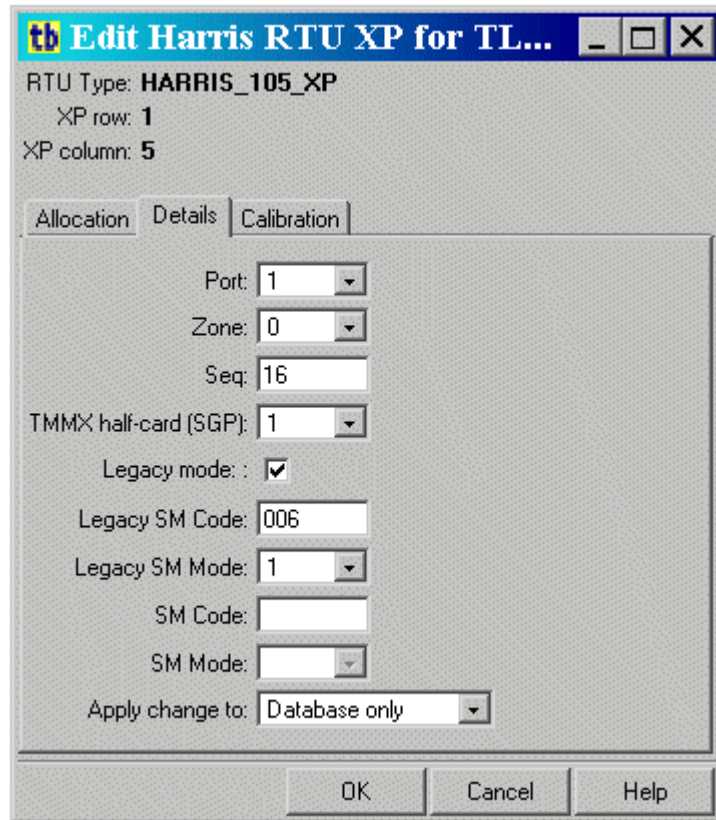 tb Edit Harris RTU XP for TL...
RTU Type: HARRIS_105_XP
XP row: 1
XP column: 5
Allocation Details Calibration
Port: 1
Zone: 0
Seq: 16
TMMX half-card (SGP): 1
Legacy mode: :
Legacy SM Code: 006
Legacy SM Mode: 1
SM Code:
SM Mode:
Apply change to: Database only
OK Cancel Help